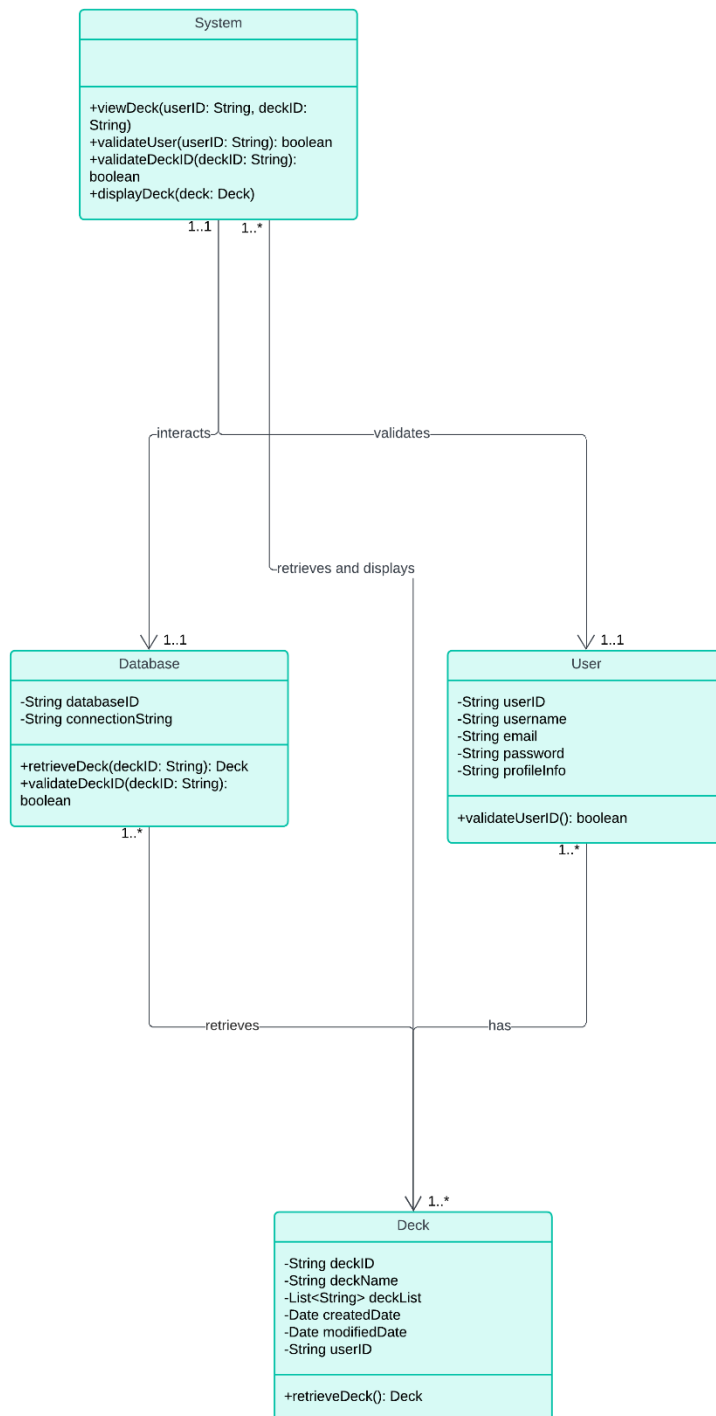 System
+viewDeck(userID: String, deckID:
String)
+validateUser(userID: String): boolean
+validateDeckID(deckID: String):
boolean
+displayDeck(deck: Deck)
1..1
1..*
interacts
validates
retrieves and displays
1..1
1..1
Database
-String databaseID
-String connectionString
+retrieveDeck(deckID: String): Deck
+validateDeckID(deckID: String):
boolean
1..*
User
-String userID
-String username
-String email
-String password
-String profileInfo
+validateUserID(): boolean
1..*
retrieves
has
1..*
Deck
-String deckID
-String deckName
-List<String> deckList
-Date createdDate
-Date modifiedDate
-String userID
+retrieveDeck(): Deck